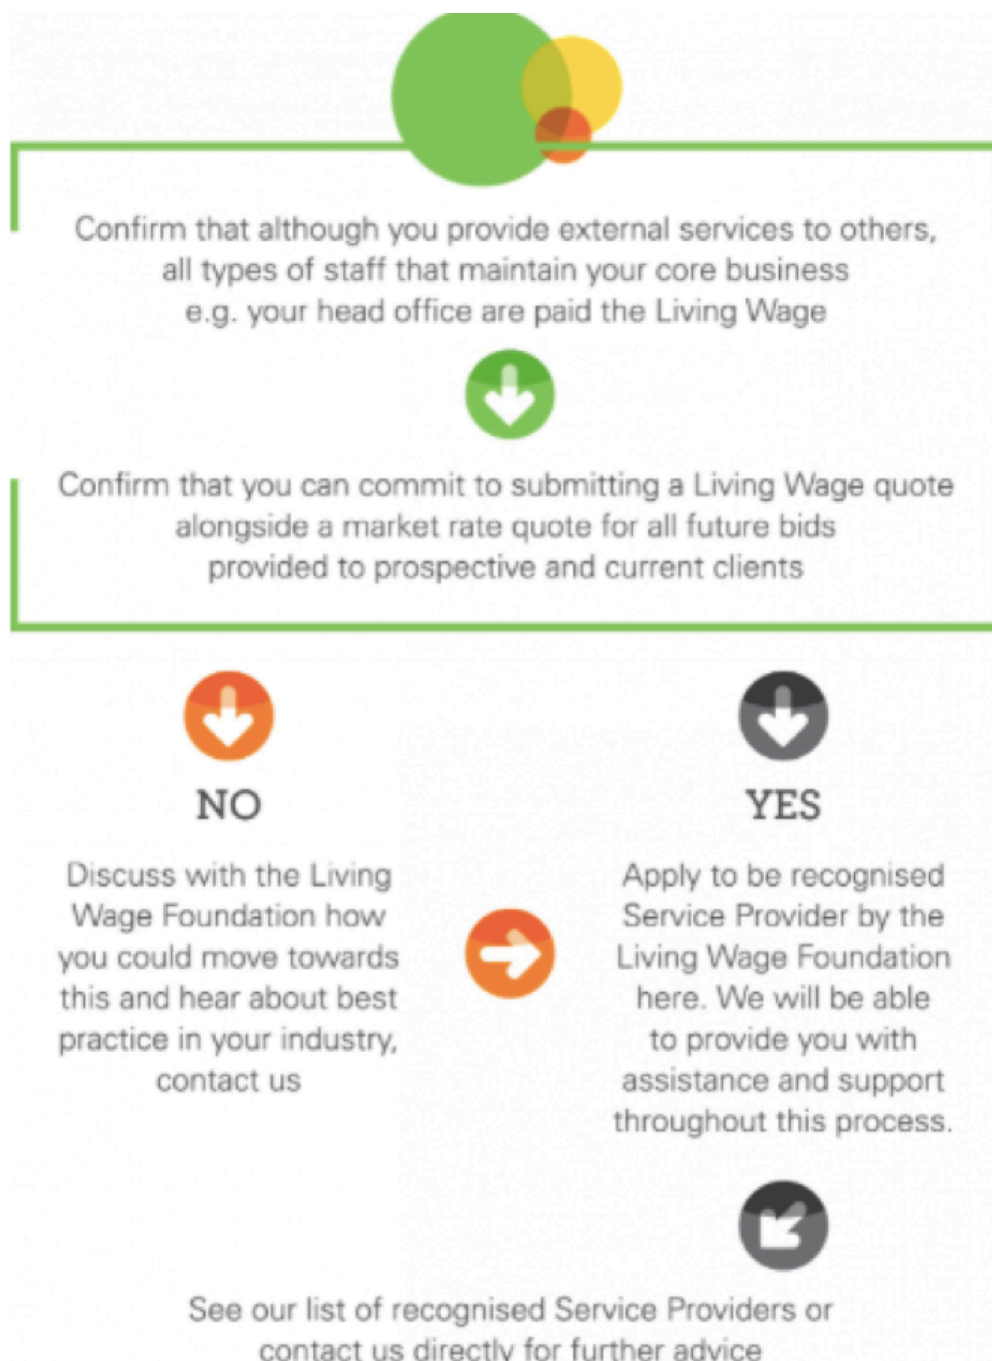 Confirm that although you provide external services to others,
all types of staff that maintain your core business
e.g. your head office are paid the Living Wage
Confirm that you can commit to submitting a Living Wage quote
alongside a market rate quote for all future bids
provided to prospective and current clients
NO
Discuss with the Living
Wage Foundation how
you could move towards
this and hear about best
practice in your industry,
contact us
YES
Apply to be recognised
Service Provider by the
Living Wage Foundation
here. We will be able
to provide you with
assistance and support
throughout this process.
See our list of recognised Service Providers or
contact us directly for further advice